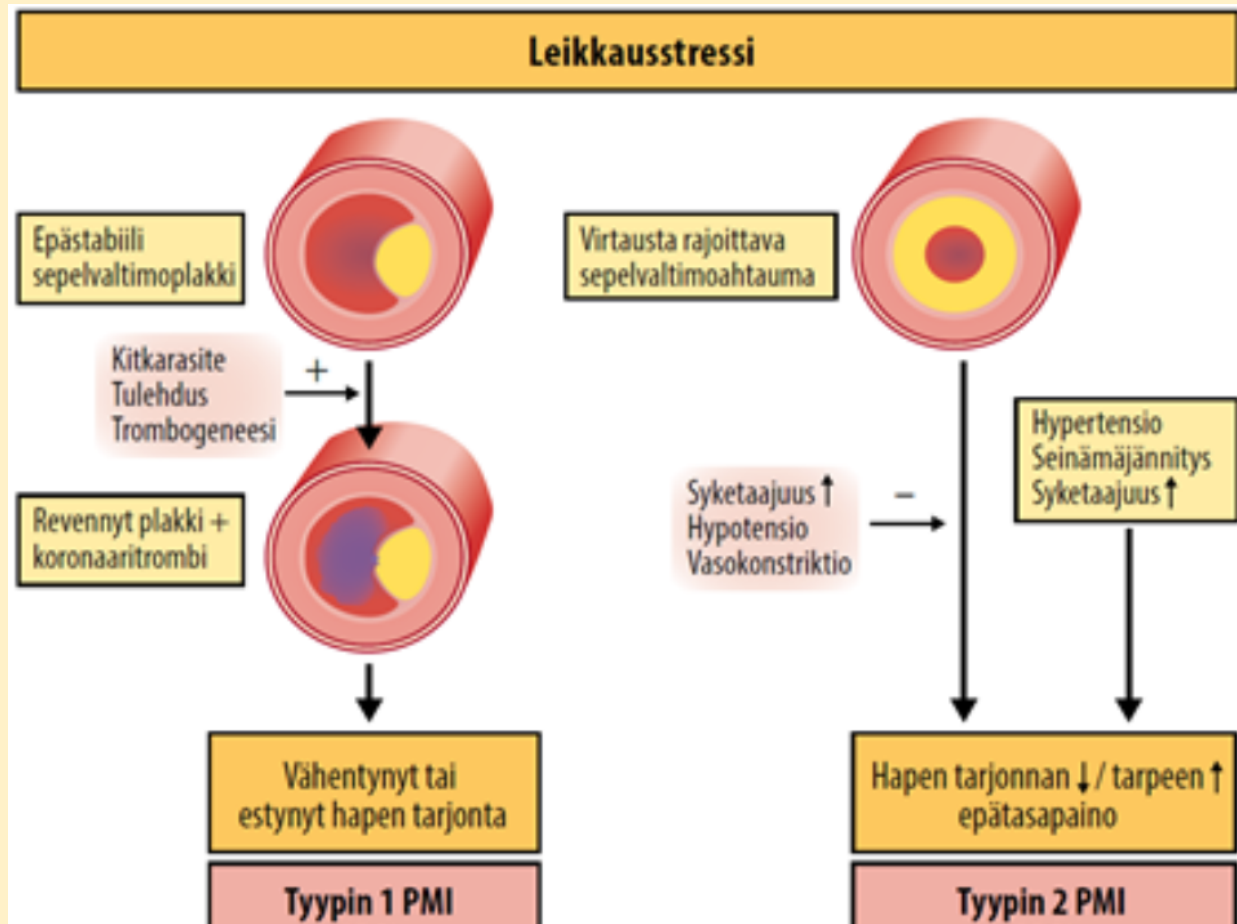 Leikkausstressi
Epästabiili
sepelvaltimoplakki
Kitkarasite
Tulehdus
Trombogeneesi
+
Revennyt plakki +
koronaaritrombi
Vähentynyt tai
estynyt hapen tarjonta
Tyypin 1 PMI
Virtausta rajoittava
sepelvaltimoahtauma
Syketaajuus ↑
Hypotensio
Vasokonstriktio
–
Hypertensio
Seinämäjännitys
Syketaajuus ↑
Hapen tarjonnan ↓ / tarpeen ↑
epätasapaino
Tyypin 2 PMI